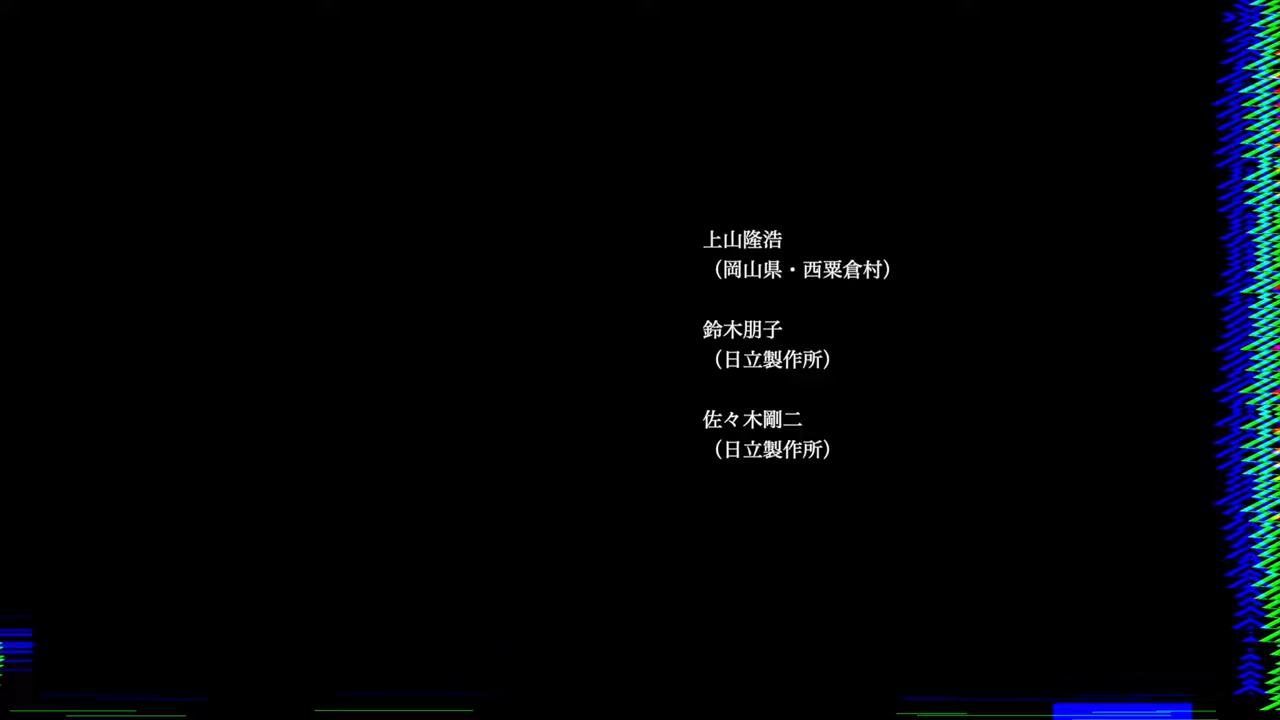 上山隆浩
（岡山県・西粟倉村）
鈴木朋子
（日立製作所）
佐々木剛二
（日立製作所）